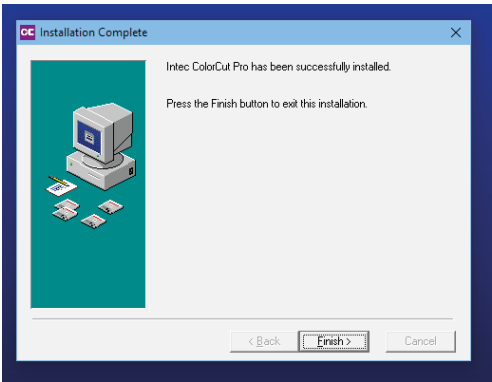 CC Installation Complete
Intec ColorCut Pro has been successfully installed.
Press the Finish button to exit this installation.
< Back Finish > Cancel